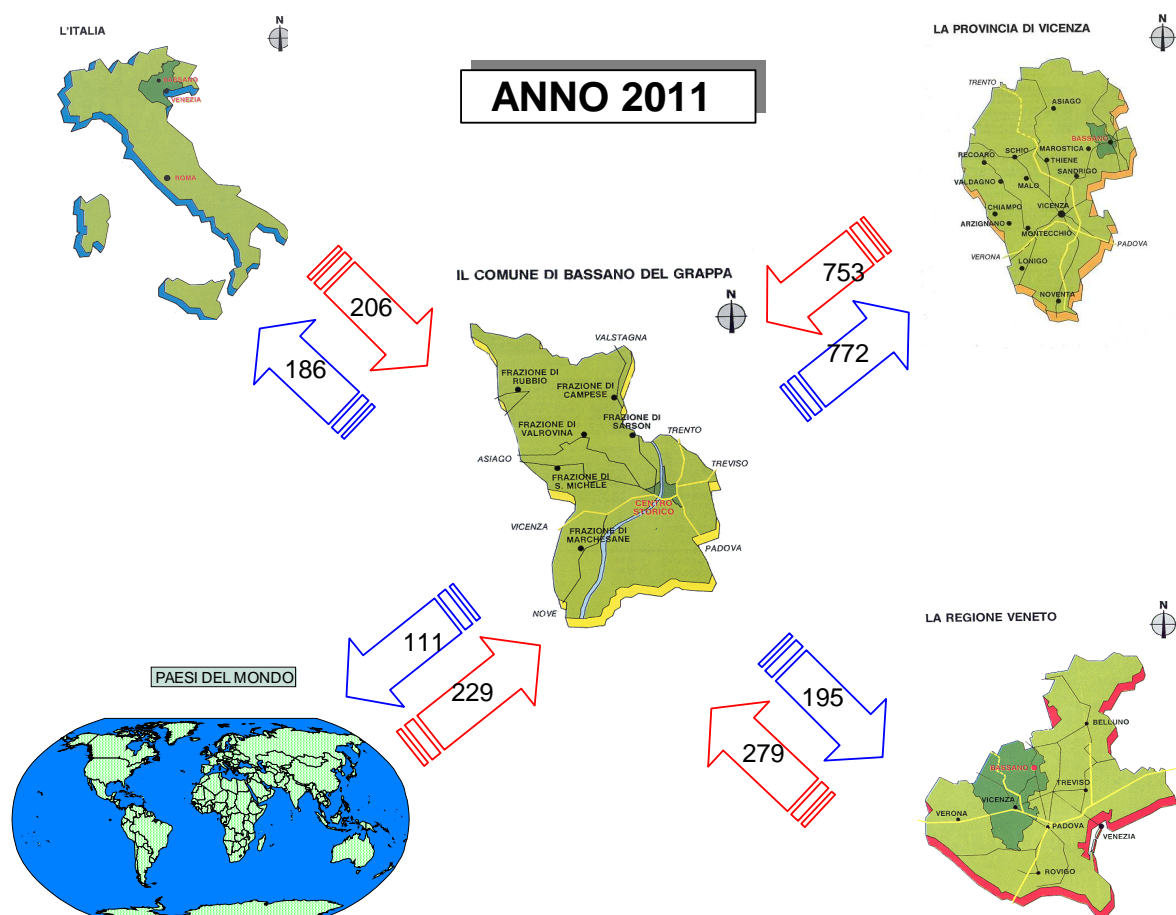 L'ITALIA
N
BASSANO
VENEZIA
ROMA
ANNO 2011
LA PROVINCIA DI VICENZA
N
TRENTO
ASIAGO
BASSANO
MAROSTICA
SCHIO
THIENE
RECOARO
SANDRIGO
VALDAGNO
MALO
CHIAMPO
VICENZA
ARZIGNANO
MONTECCHIO
PADOVA
VERONA
LONIGO
NOVENTA
206
186
753
772
IL COMUNE DI BASSANO DEL GRAPPA
N
VALSTAGNA
FRAZIONE DI
RUBBIO
FRAZIONE DI
CAMPESE
FRAZIONE DI
SARSON
FRAZIONE DI
VALROVINA
TRENTO
ASIAGO
TREVISO
FRAZIONE DI
S. MICHELE
CENTRO
STORICO
VICENZA
FRAZIONE DI
MARCHESANE
PADOVA
NOVE
111
229
195
279
PAESI DEL MONDO
LA REGIONE VENETO
N
BELLUNO
BASSANO
TREVISO
VICENZA
VERONA
PADOVA
VENEZIA
ROVIGO